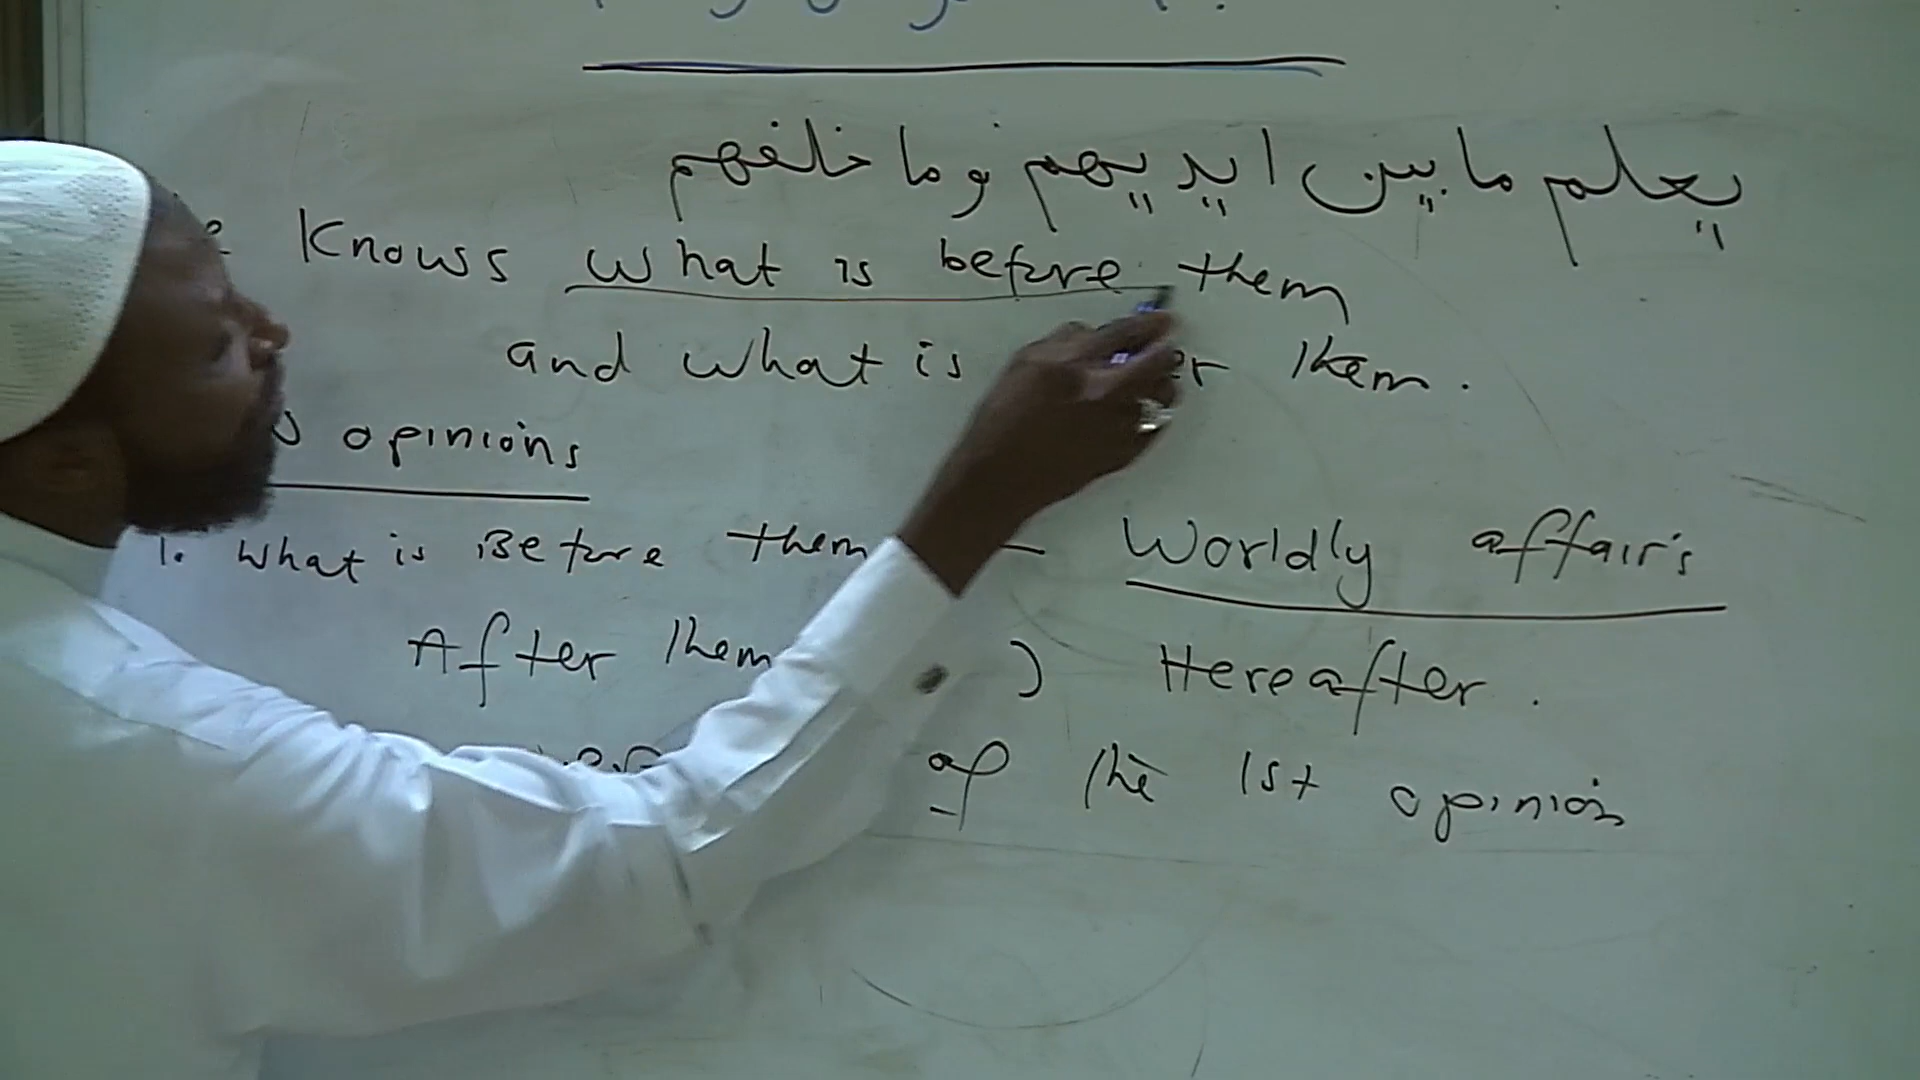 يعلم ما بين ايديهم وما خلفهم
Knows what is before them
and what is them.
opinions
1. What is Before them – Worldly affairs
After them ) Hereafter.
of the 1st opinion